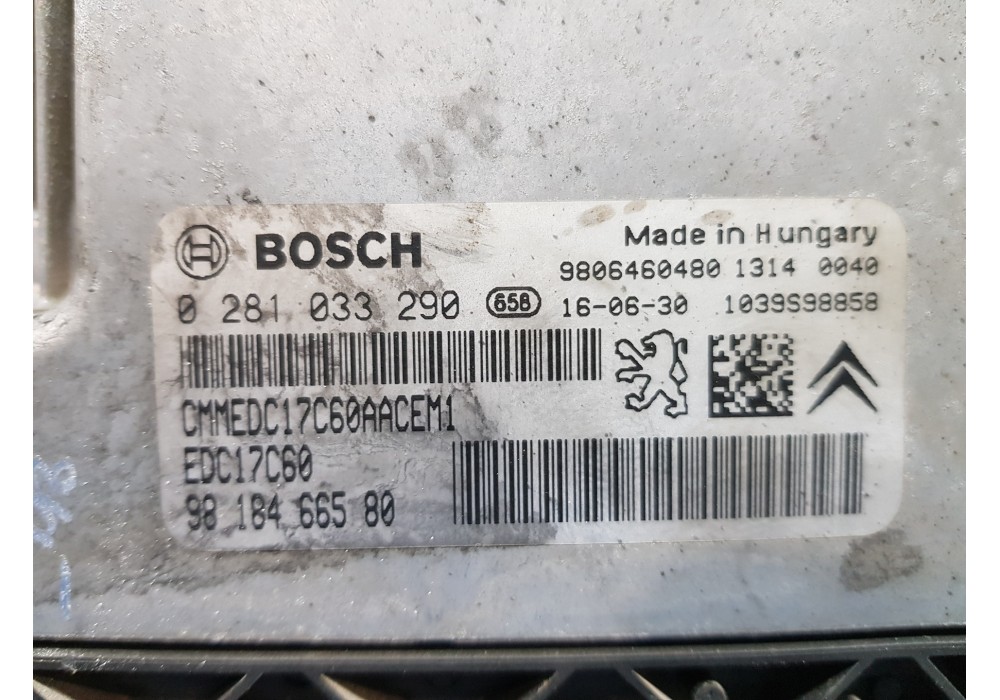 BOSCH
Made in Hungary
9806460480 1314 0040
0 281 033 290 658 16-06-30 1039S98858
CMMEDC17C60AACEM1
EDC17C60
98 184 665 80